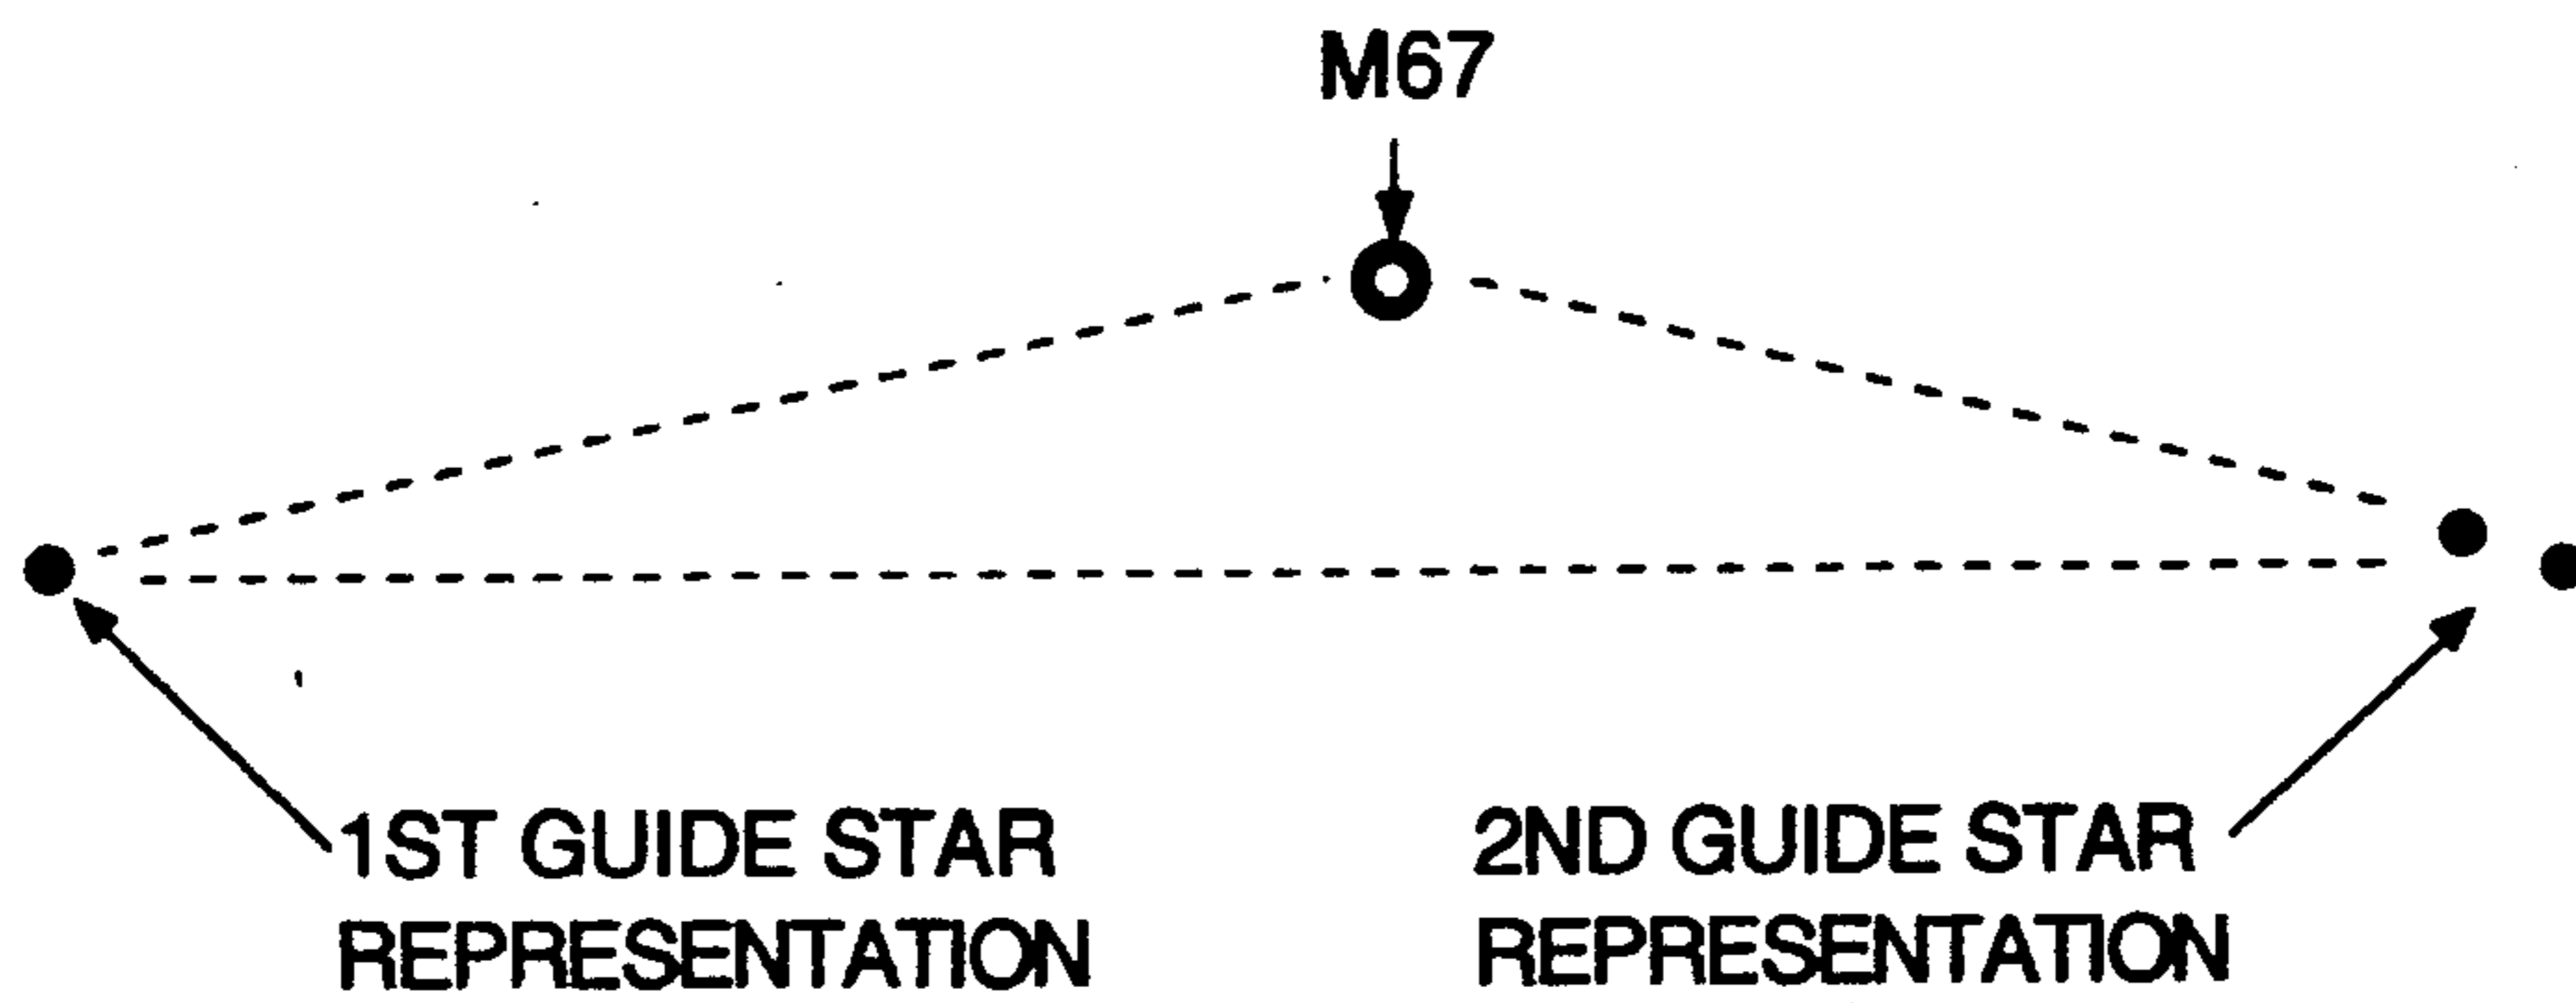 M67
1ST GUIDE STAR
REPRESENTATION
2ND GUIDE STAR
REPRESENTATION